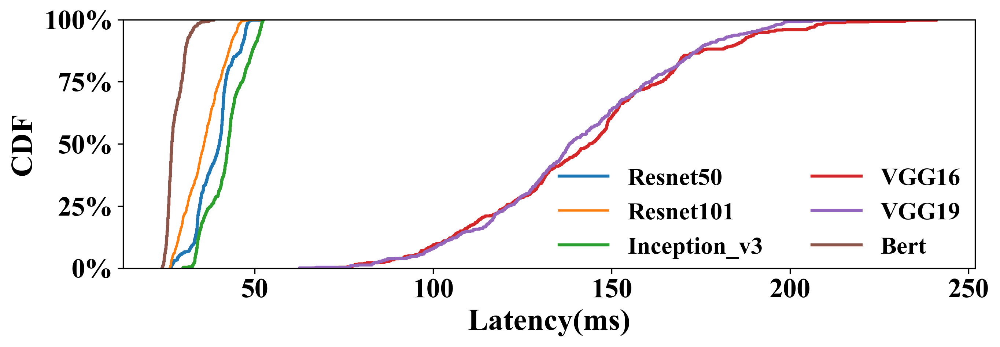 100%
75%
50%
25%
0%
CDF
50
100
150
200
250
Latency(ms)
Resnet50
Resnet101
Inception_v3
VGG16
VGG19
Bert